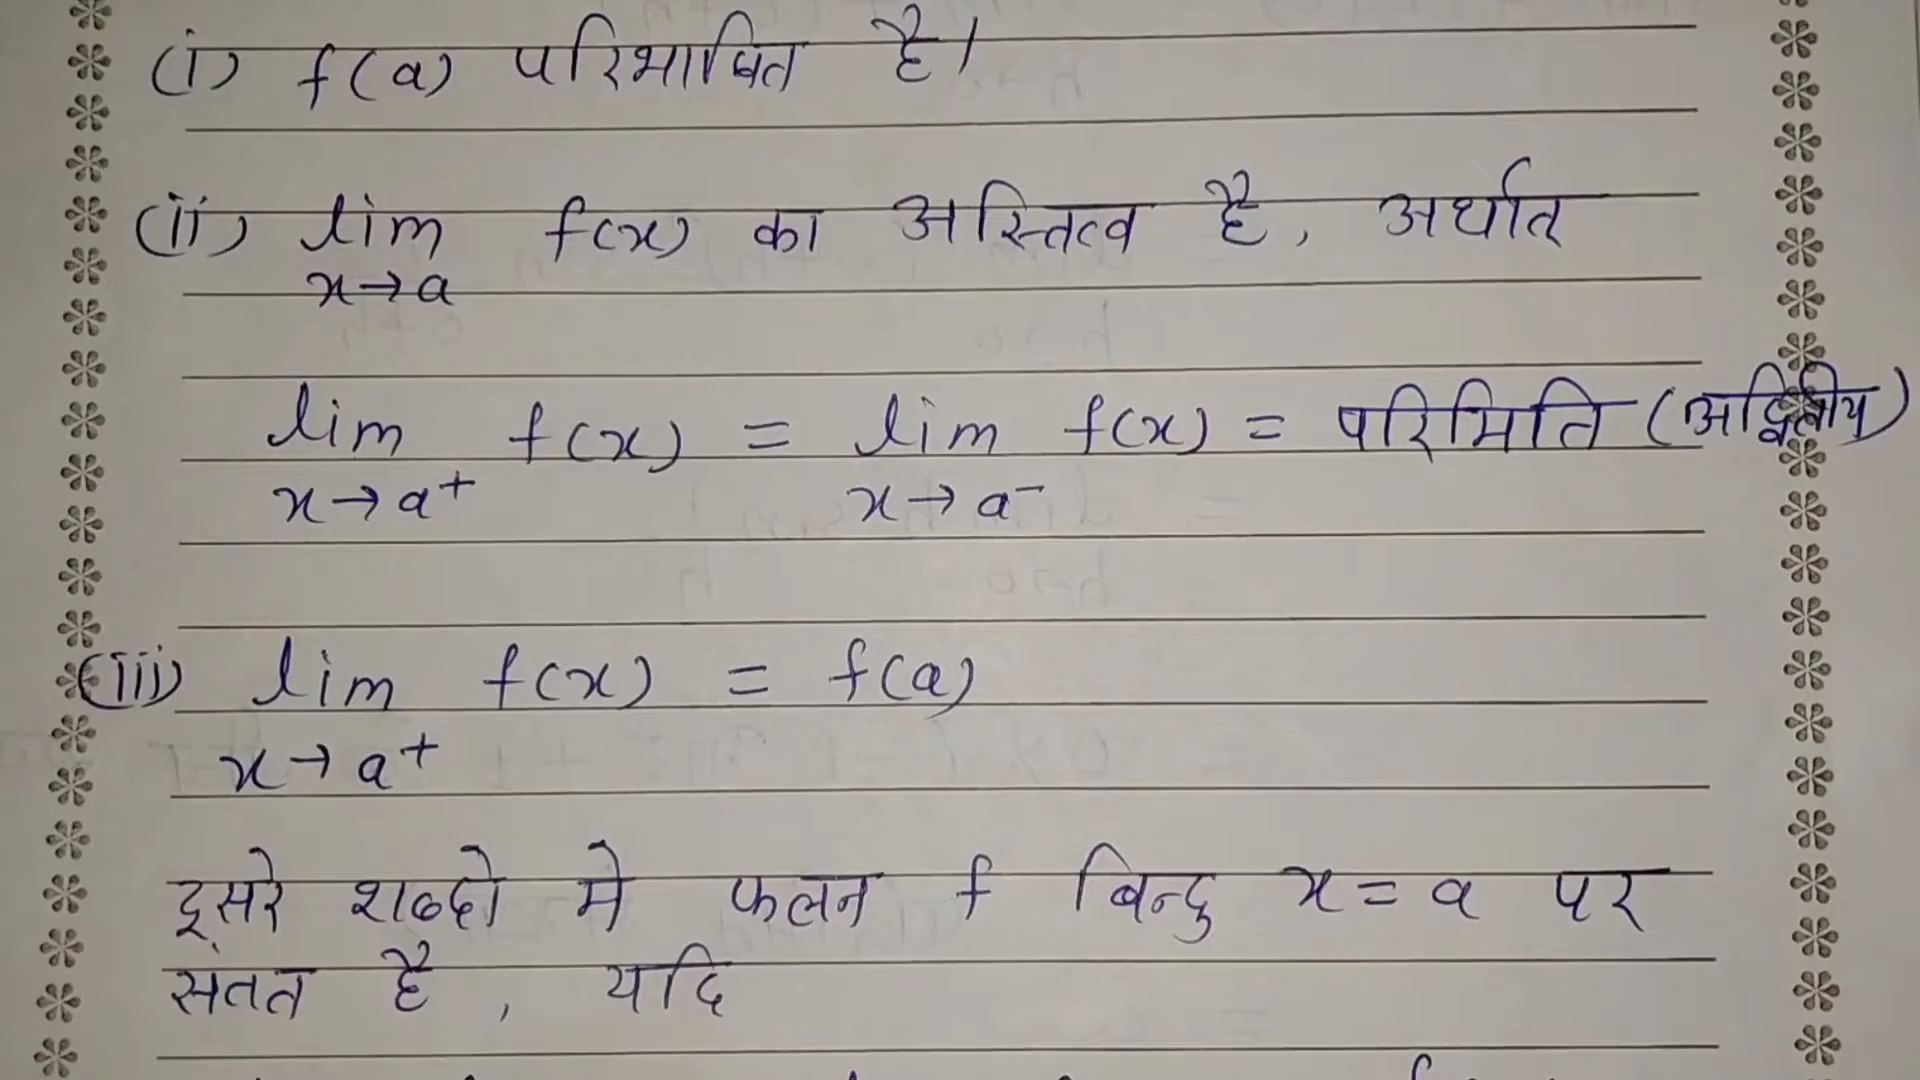 (i) f(a) परिभाषित है।
(ii) lim f(x) का अस्तित्व है, अर्थात
x→a
lim f(x) = lim f(x) = परिमिति (अद्वितीय)
x→a+ x→a-
(iii) lim f(x) = f(a)
x→a+
दूसरे शब्दो मे फलन f बिन्दु x = a पर
संतत है, यदि